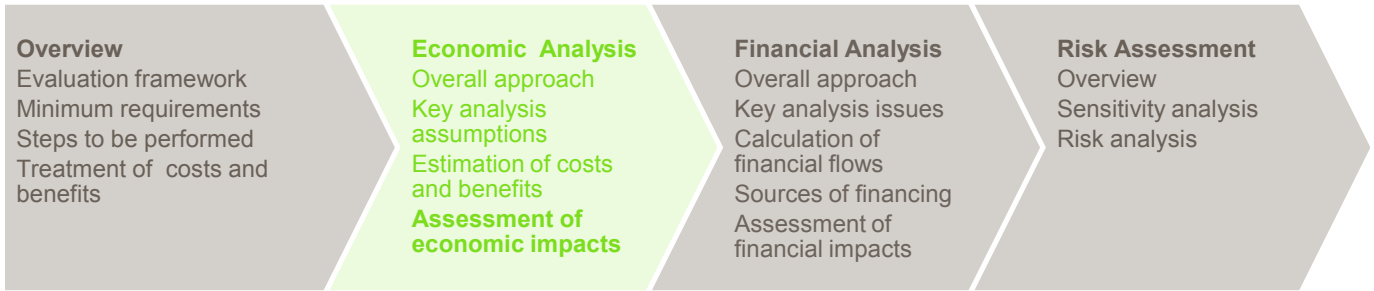 Overview
Evaluation framework
Minimum requirements
Steps to be performed
Treatment of costs and
benefits
Economic Analysis
Overall approach
Key analysis
assumptions
Estimation of costs
and benefits
Assessment of
economic impacts
Financial Analysis
Overall approach
Key analysis issues
Calculation of
financial flows
Sources of financing
Assessment of
financial impacts
Risk Assessment
Overview
Sensitivity analysis
Risk analysis